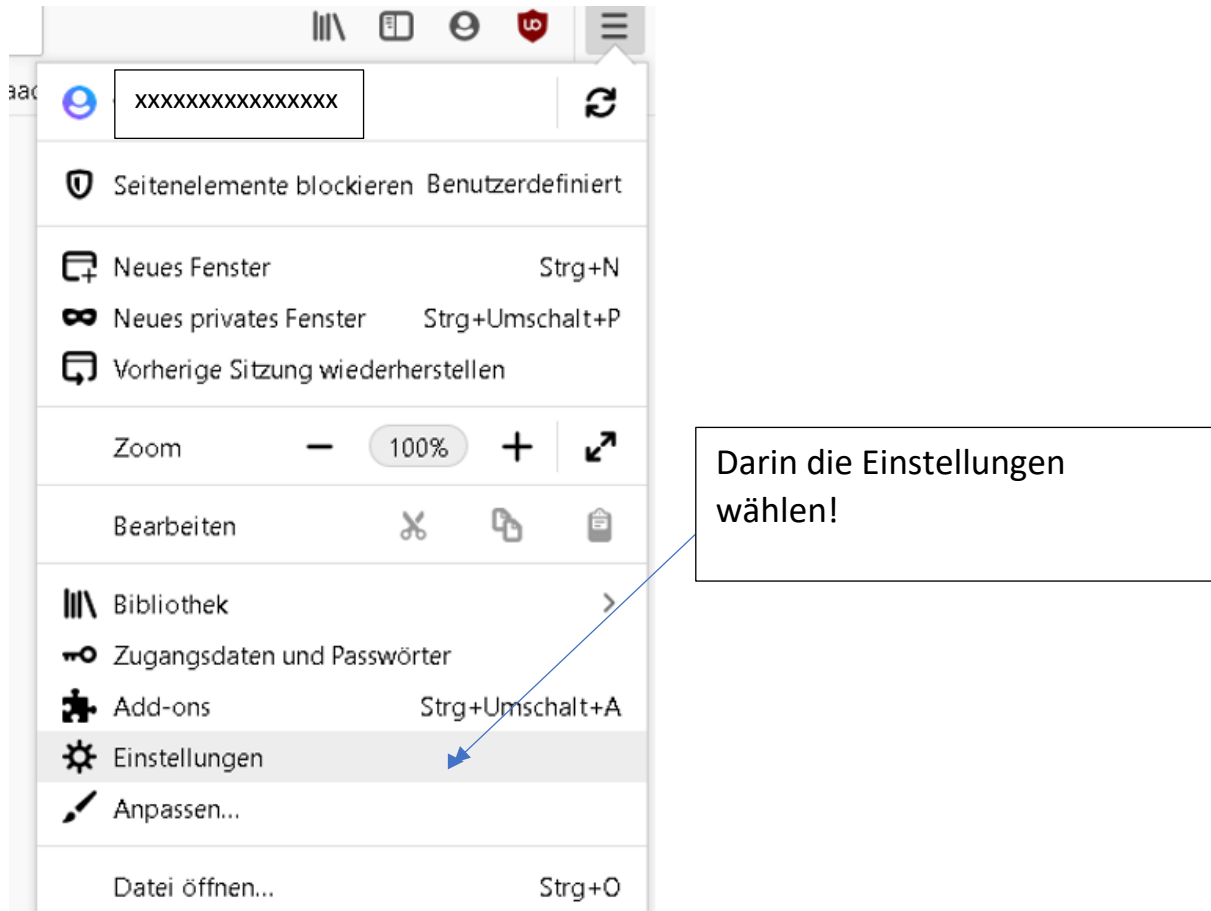 aac
xxxxxxxxxxxxxxxx
Seitenelemente blockieren Benutzerdefiniert
Neues Fenster Strg+N
Neues privates Fenster Strg+Umschalt+P
Vorherige Sitzung wiederherstellen
Zoom 100%
Bearbeiten
Darin die Einstellungen
wählen!
Bibliothek
Zugangsdaten und Passwörter
Add-ons Strg+Umschalt+A
Einstellungen
Anpassen...
Datei öffnen... Strg+O